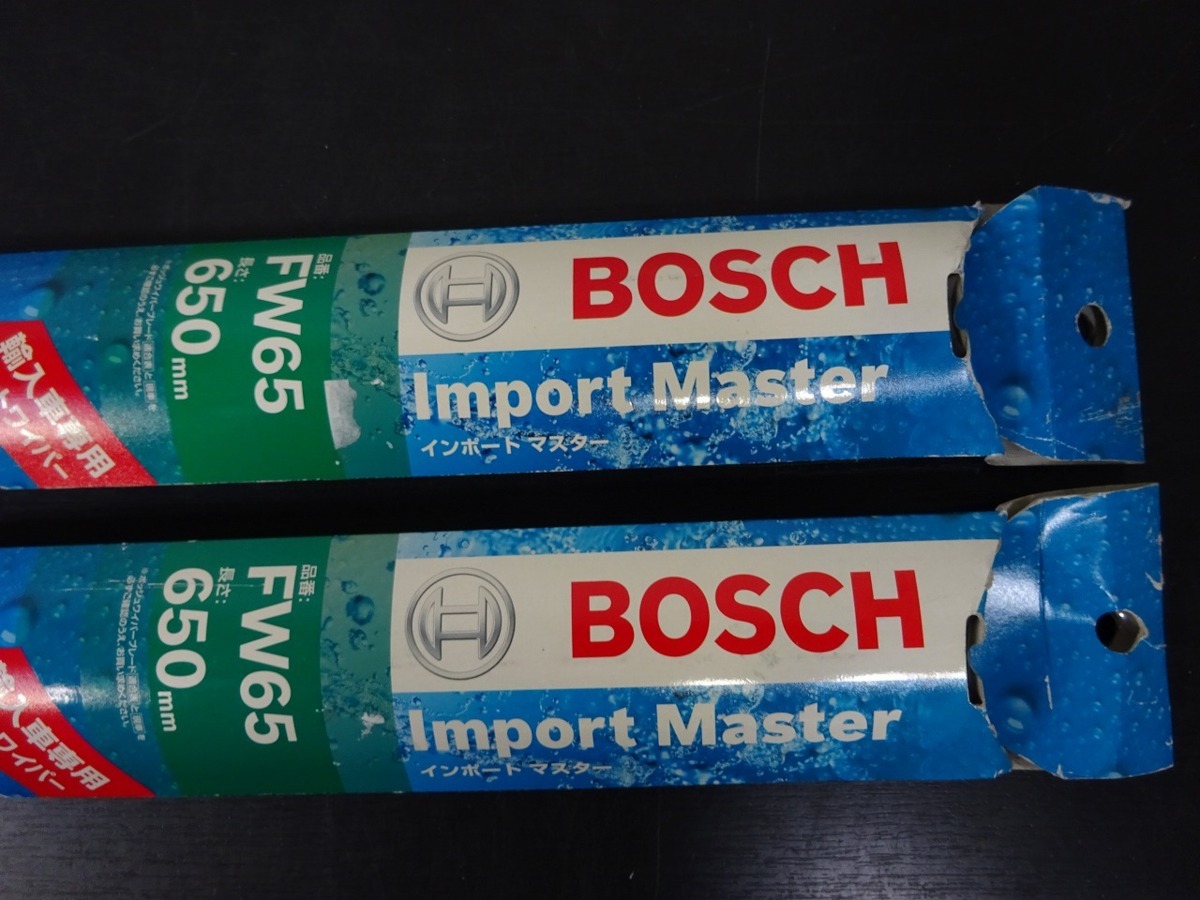 BOSCH
Import Master
インポート マスター
品番:
FW65
長さ:
650mm
輸入車専用
ワイパー
BOSCH
Import Master
インポート マスター
品番:
FW65
長さ:
650mm
入車専用
ワイパー